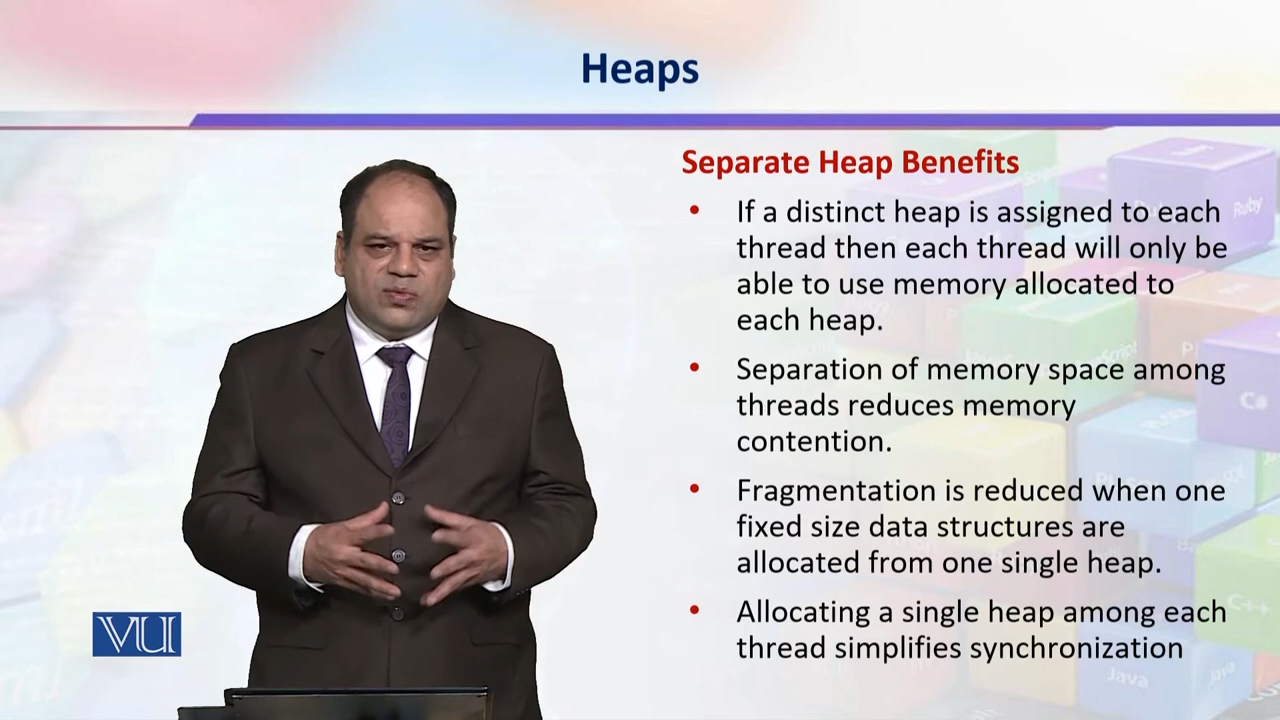 Heaps
Separate Heap Benefits
• If a distinct heap is assigned to each
thread then each thread will only be
able to use memory allocated to
each heap.
• Separation of memory space among
threads reduces memory
contention.
• Fragmentation is reduced when one
fixed size data structures are
allocated from one single heap.
• Allocating a single heap among each
thread simplifies synchronization
VU
Ruby
C++
Java
Java